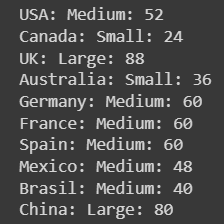 USA: Medium: 52
Canada: Small: 24
UK: Large: 88
Australia: Small: 36
Germany: Medium: 60
France: Medium: 60
Spain: Medium: 60
Mexico: Medium: 48
Brasil: Medium: 40
China: Large: 80